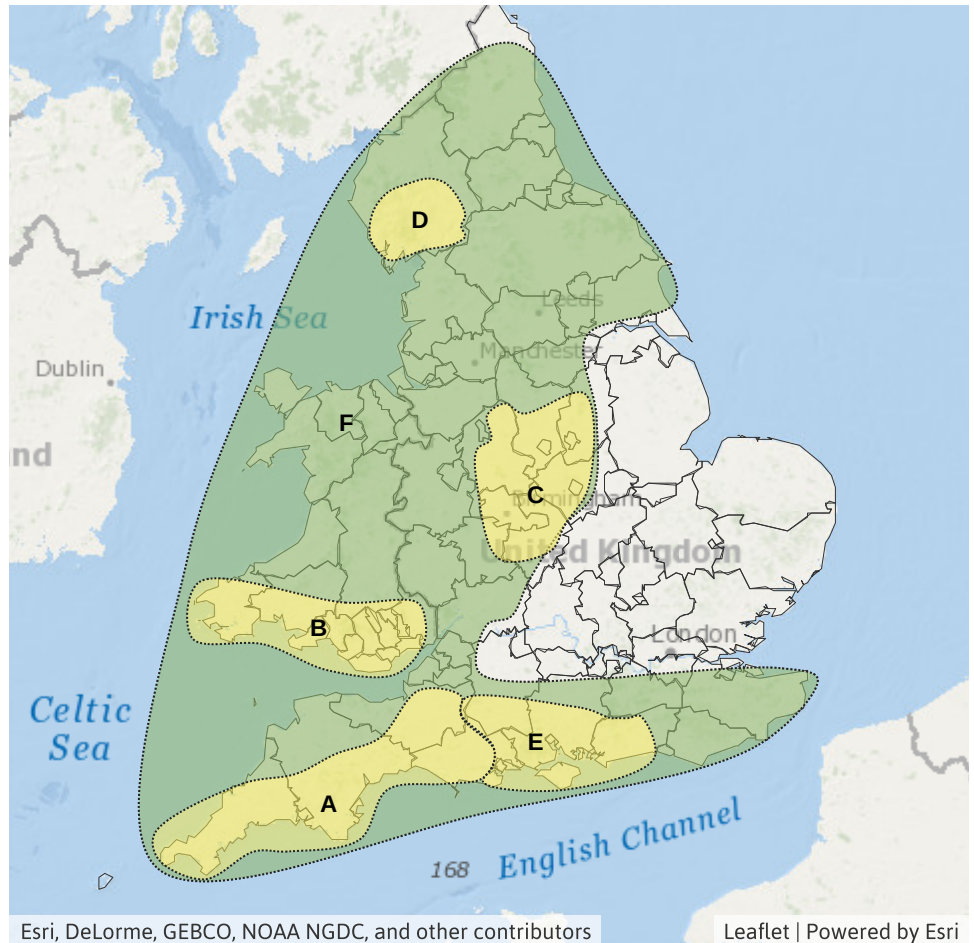 D
Irish Sea
Leeds
Manchester
Dublin
F
nd
C
Birmingham
United Kingdom
B
London
Celtic
Sea
E
A
English Channel
168
Esri, DeLorme, GEBCO, NOAA NGDC, and other contributors
Leaflet | Powered by Esri